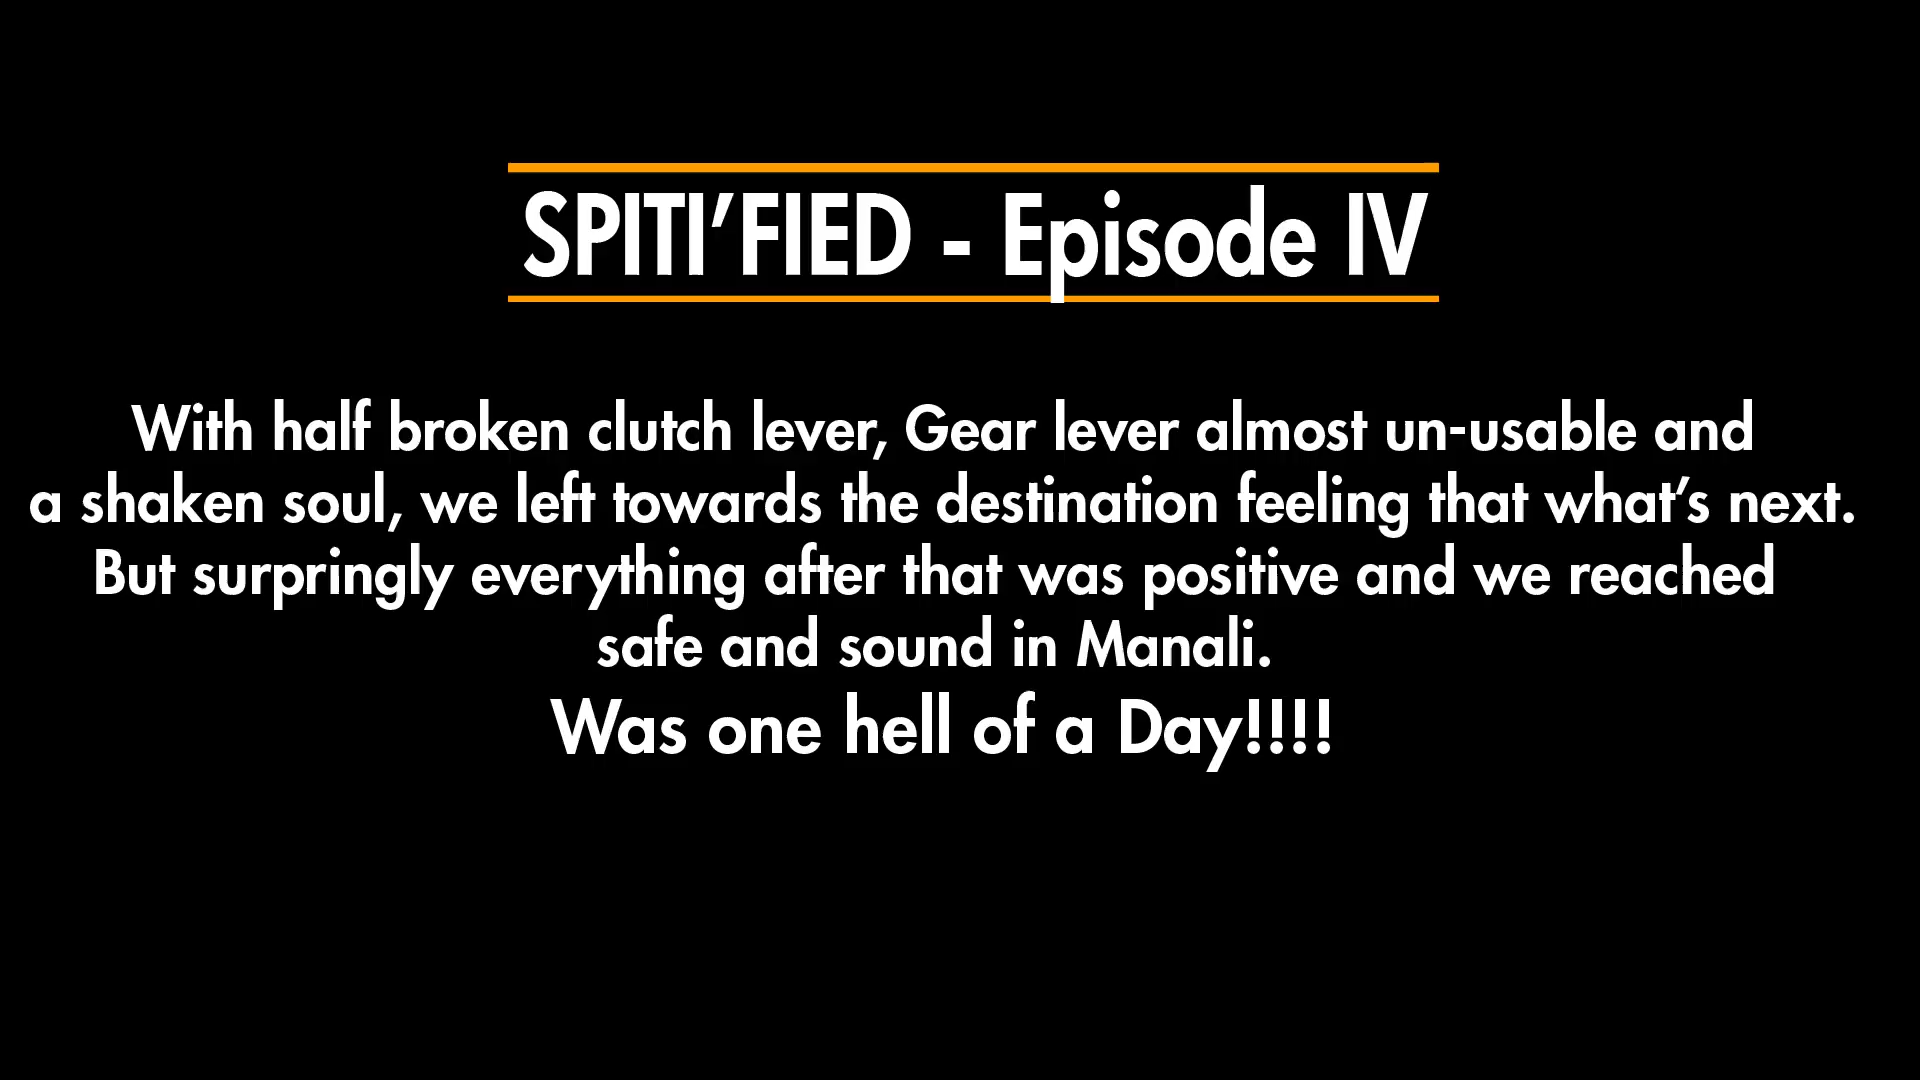 SPITI’FIED - Episode IV
With half broken clutch lever, Gear lever almost un-usable and
a shaken soul, we left towards the destination feeling that what’s next.
But surpringly everything after that was positive and we reached
safe and sound in Manali.
Was one hell of a Day!!!!